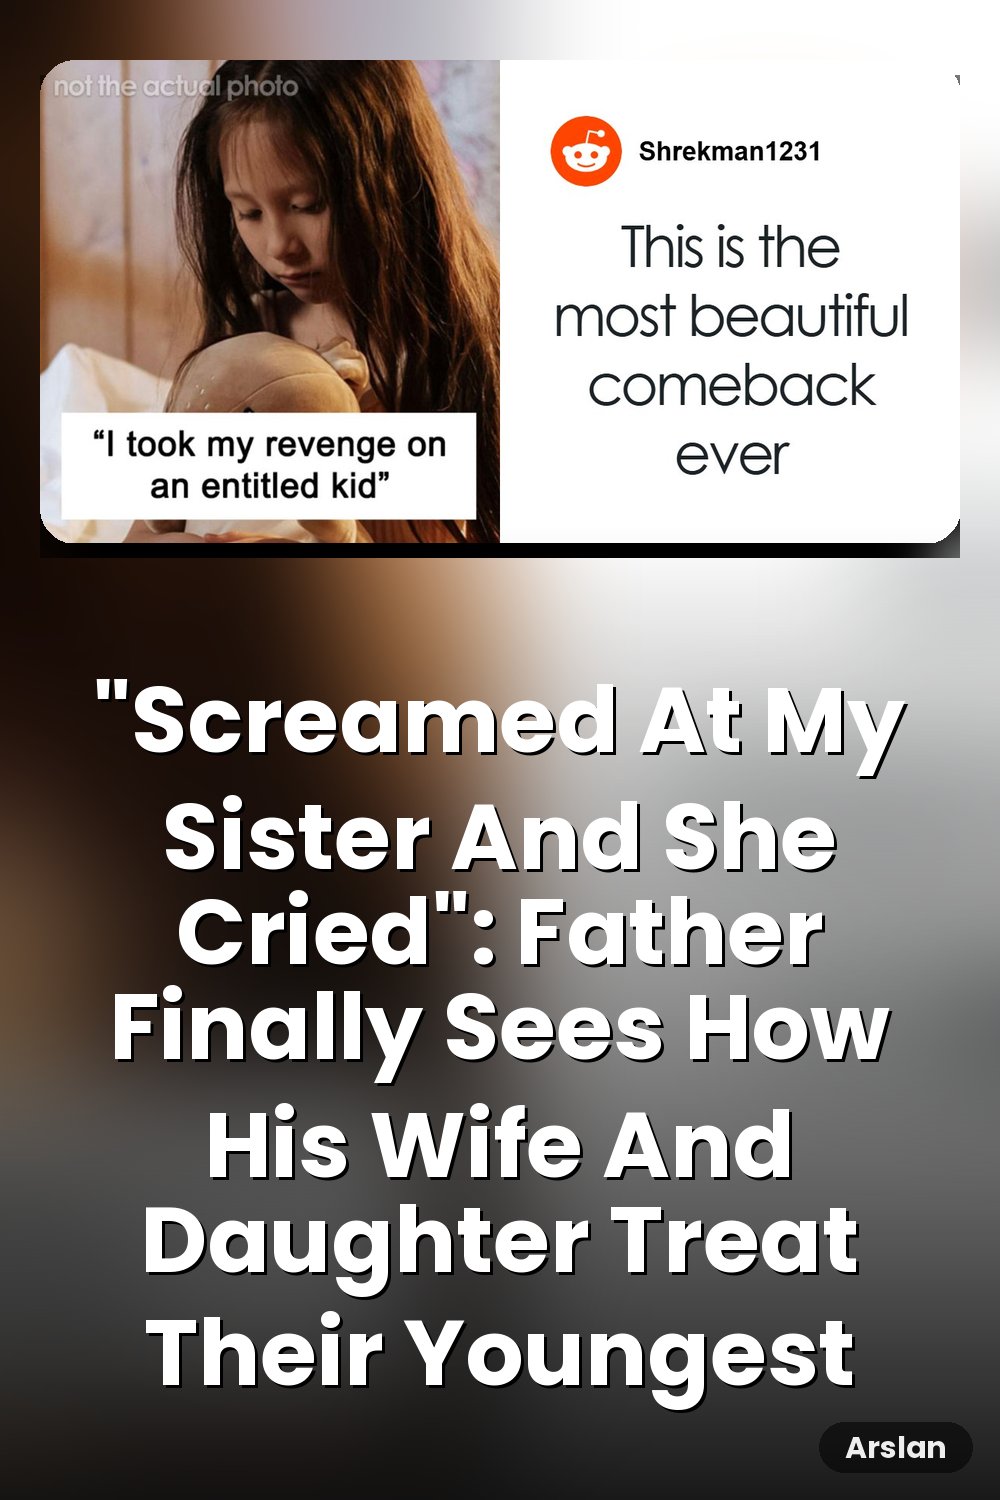 not the actual photo
"I took my revenge on
an entitled kid"
Shrekman1231
This is the
most beautiful
comeback
ever
"Screamed At My
Sister And She
Cried": Father
Finally Sees How
His Wife And
Daughter Treat
Their Youngest
Arslan